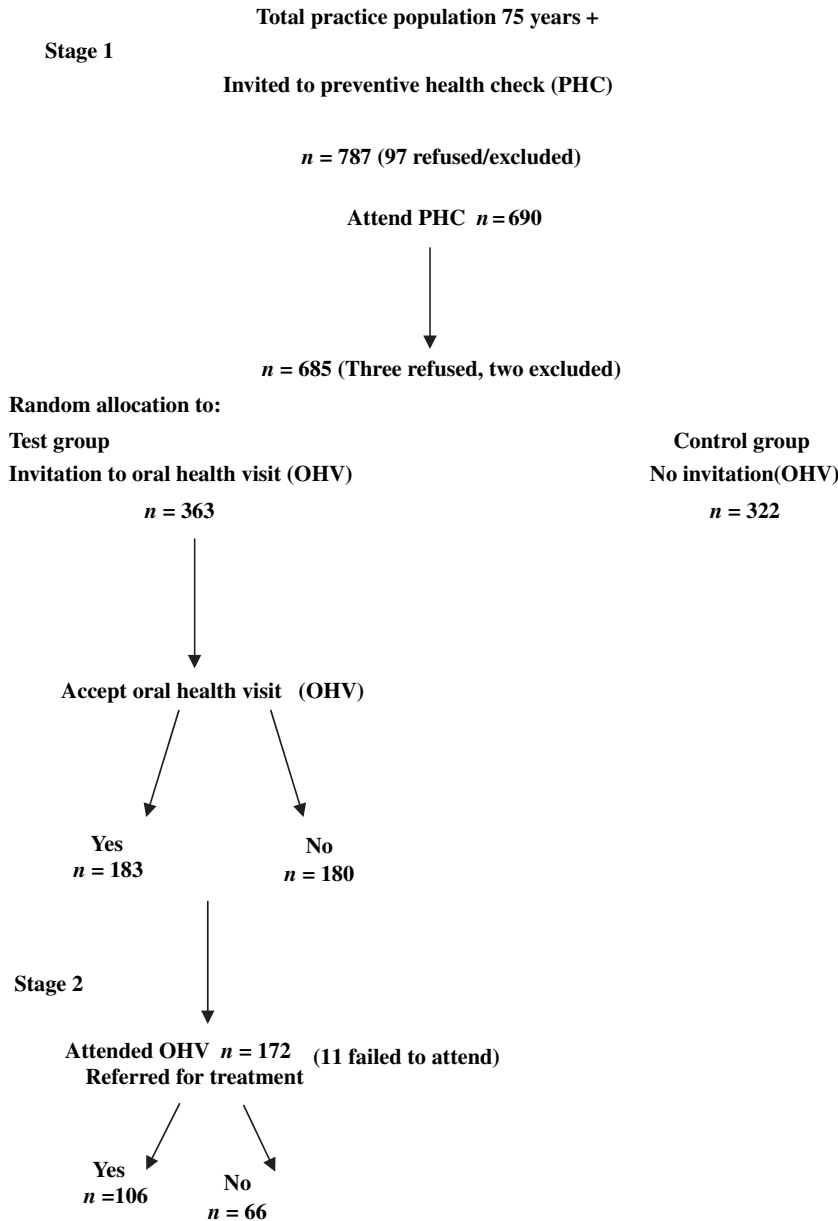 Total practice population 75 years +
Stage 1
Invited to preventive health check (PHC)
n = 787 (97 refused/excluded)
Attend PHC n = 690
n = 685 (Three refused, two excluded)
Random allocation to:
Test group
Control group
Invitation to oral health visit (OHV)
No invitation(OHV)
n = 363
n = 322
Accept oral health visit (OHV)
Yes
No
n = 183
n = 180
Stage 2
Attended OHV n = 172 (11 failed to attend)
Referred for treatment
Yes
No
n =106
n = 66